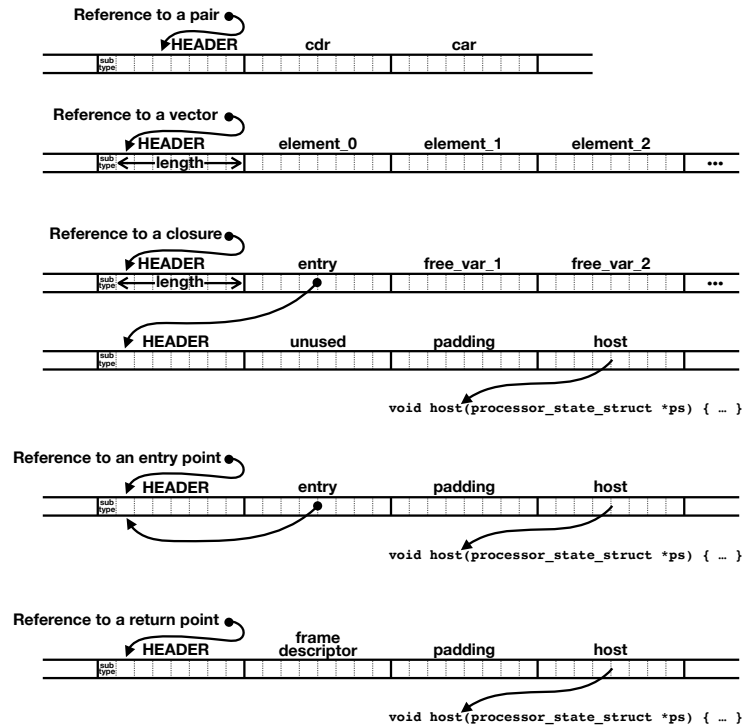 Reference to a pair
HEADER cdr car
sub type
Reference to a vector
HEADER element_0 element_1 element_2
sub type length ...
Reference to a closure
HEADER entry free_var_1 free_var_2
sub type length ...
HEADER unused padding host
sub type
void host(processor_state_struct *ps) { … }
Reference to an entry point
HEADER entry padding host
sub type
void host(processor_state_struct *ps) { … }
Reference to a return point
HEADER frame descriptor padding host
sub type
void host(processor_state_struct *ps) { … }